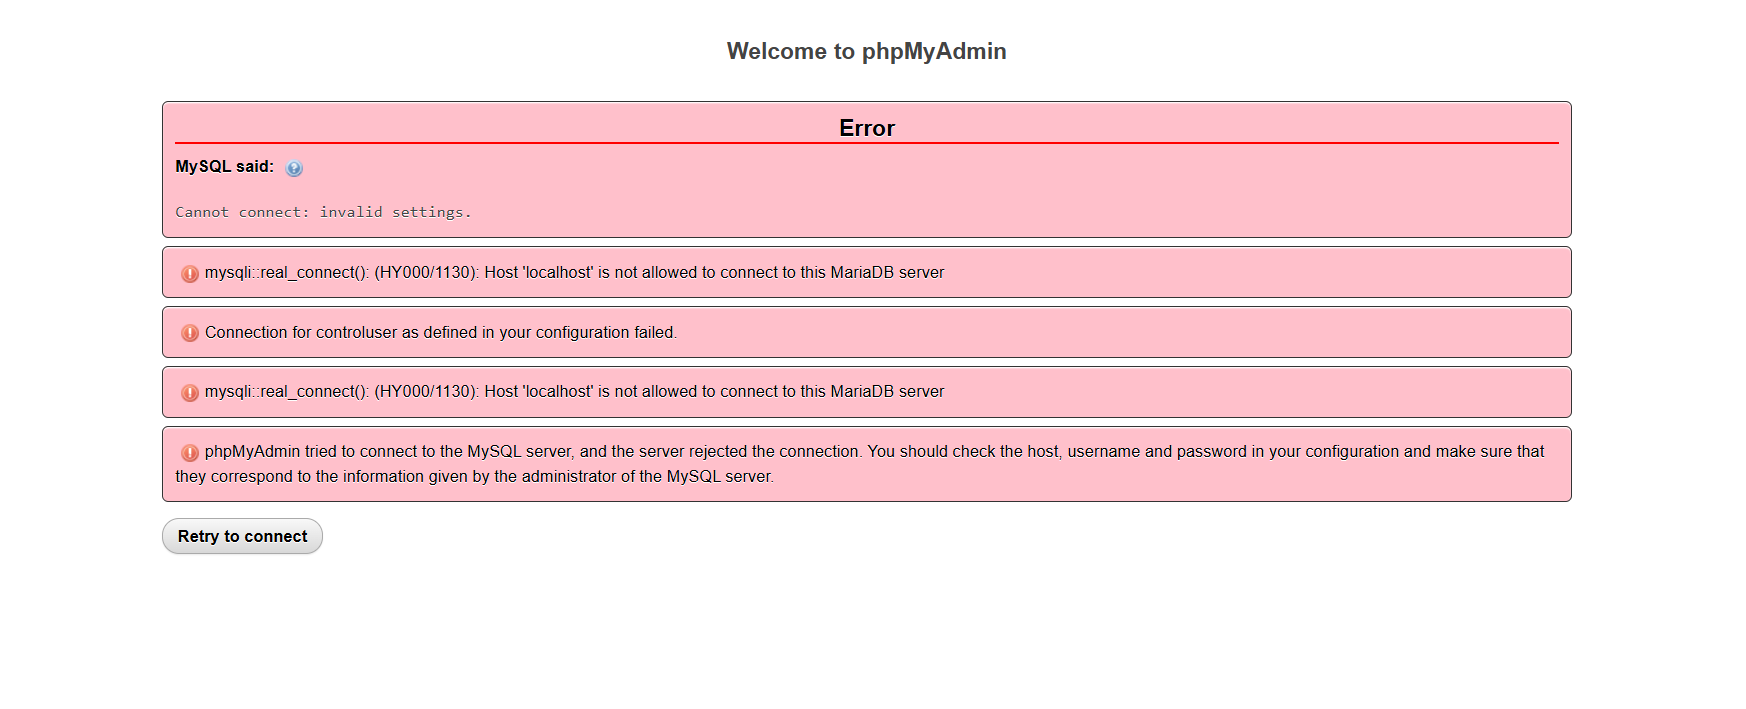 Welcome to phpMyAdmin
Error
MySQL said:
Cannot connect: invalid settings.
mysqli::real_connect(): (HY000/1130): Host 'localhost' is not allowed to connect to this MariaDB server
Connection for controluser as defined in your configuration failed.
mysqli::real_connect(): (HY000/1130): Host 'localhost' is not allowed to connect to this MariaDB server
phpMyAdmin tried to connect to the MySQL server, and the server rejected the connection. You should check the host, username and password in your configuration and make sure that
they correspond to the information given by the administrator of the MySQL server.
Retry to connect